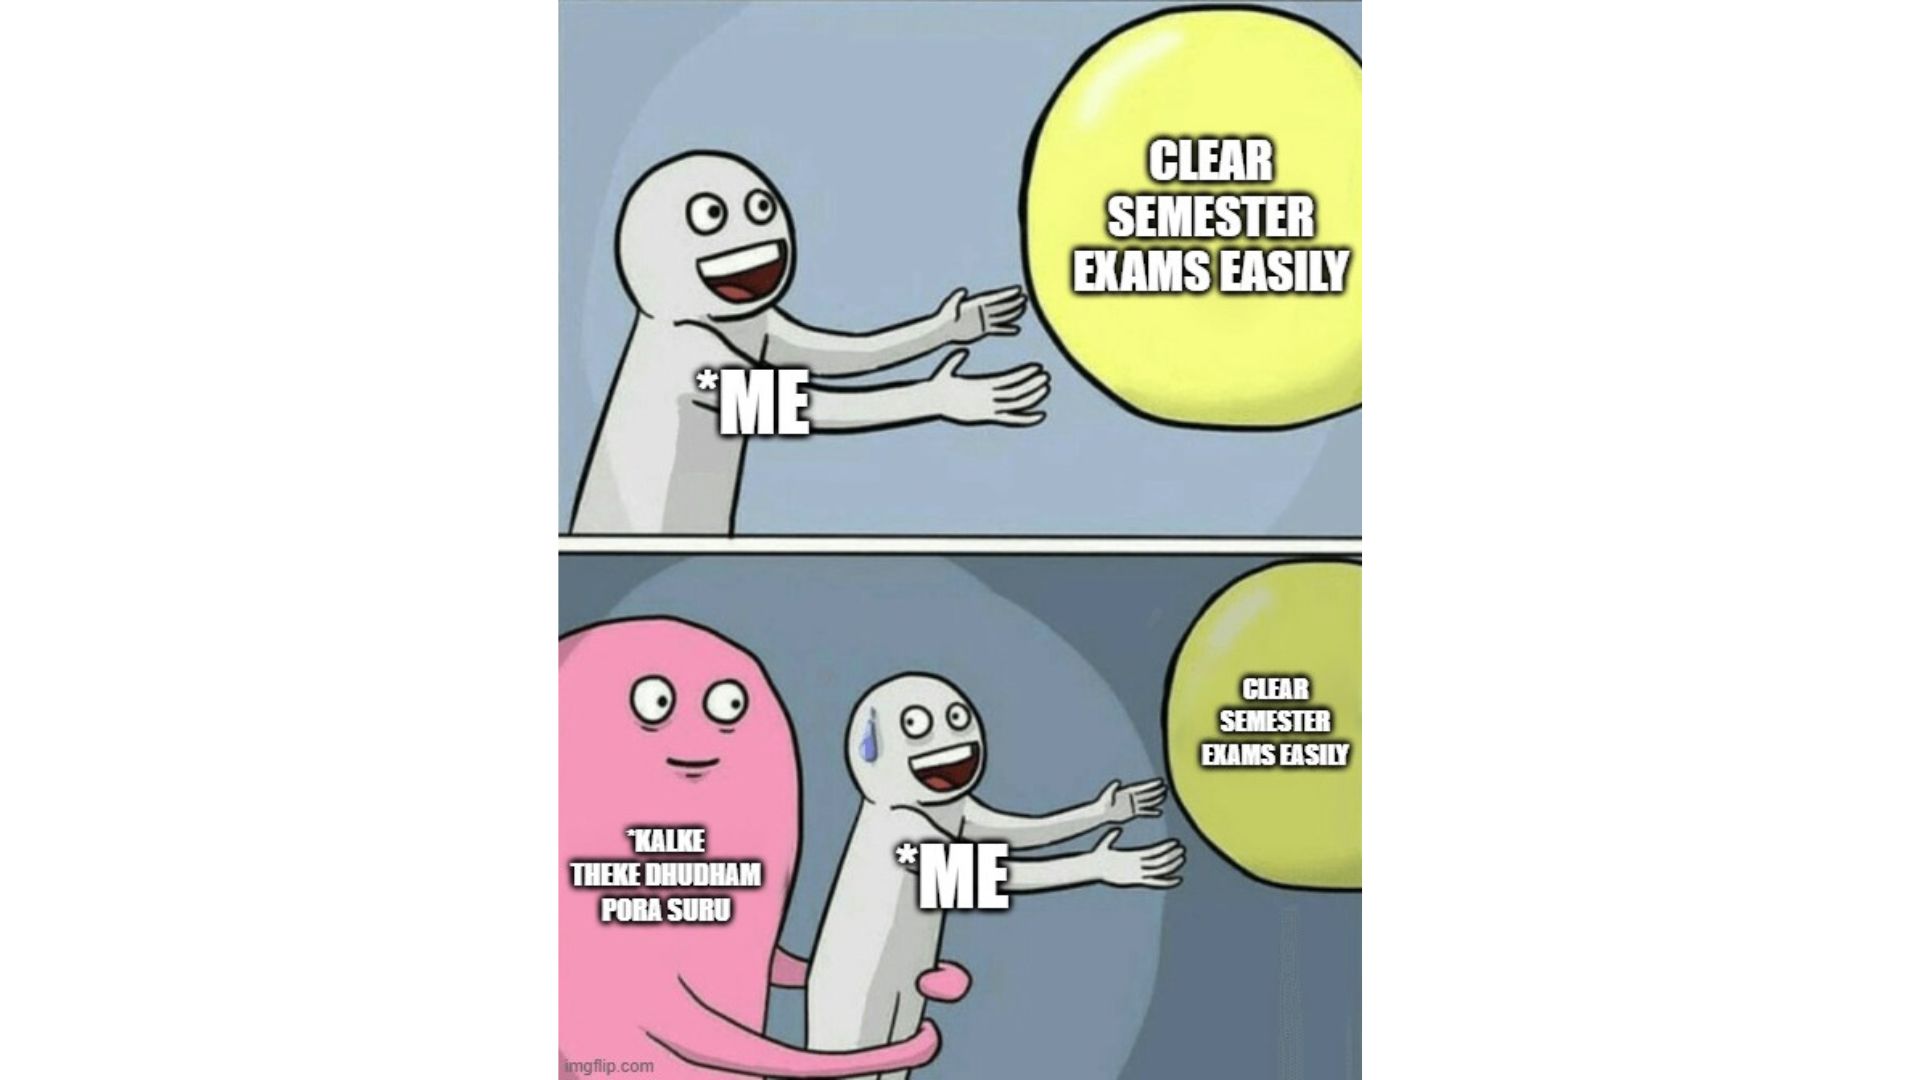 CLEAR
SEMESTER
EXAMS EASILY
*ME
CLEAR
SEMESTER
EXAMS EASILY
*KALKE
THEKE DHUDHAM
PORA SURU
*ME
imgflip.com